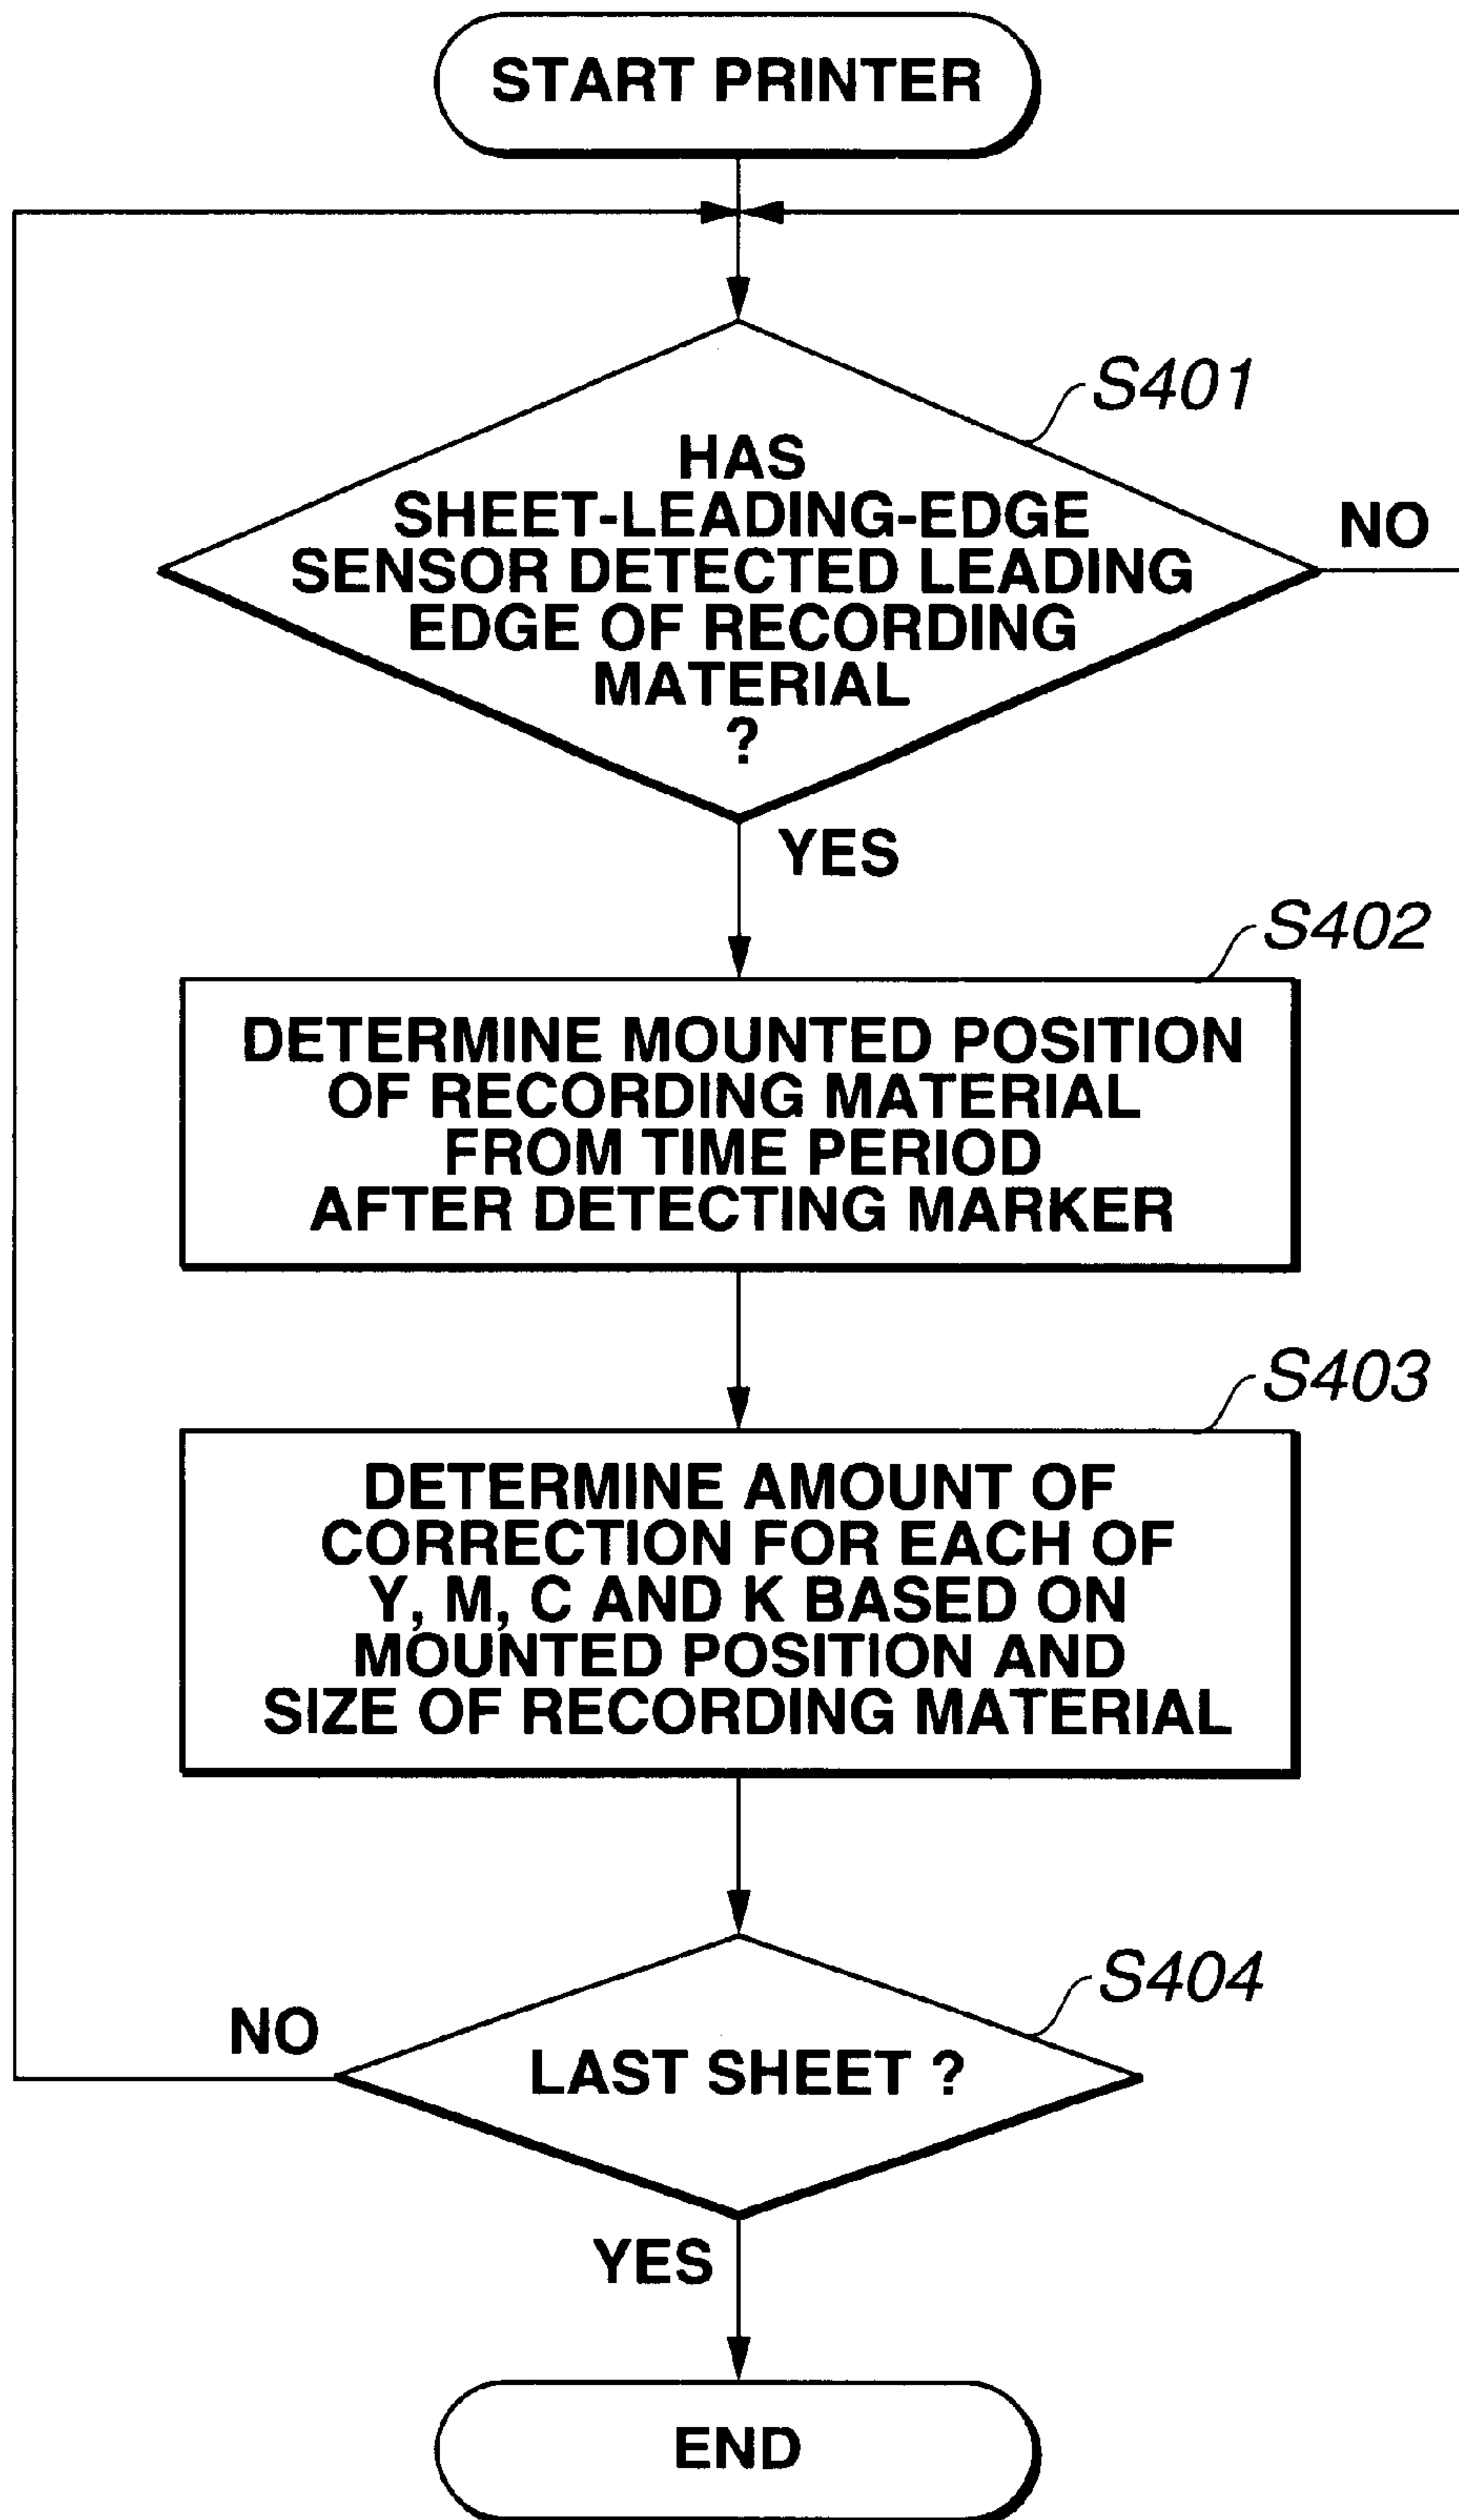 START PRINTER
S401
HAS
SHEET-LEADING-EDGE
SENSOR DETECTED LEADING
EDGE OF RECORDING
MATERIAL
?
NO
YES
S402
DETERMINE MOUNTED POSITION
OF RECORDING MATERIAL
FROM TIME PERIOD
AFTER DETECTING MARKER
S403
DETERMINE AMOUNT OF
CORRECTION FOR EACH OF
Y, M, C AND K BASED ON
MOUNTED POSITION AND
SIZE OF RECORDING MATERIAL
S404
NO
LAST SHEET ?
YES
END